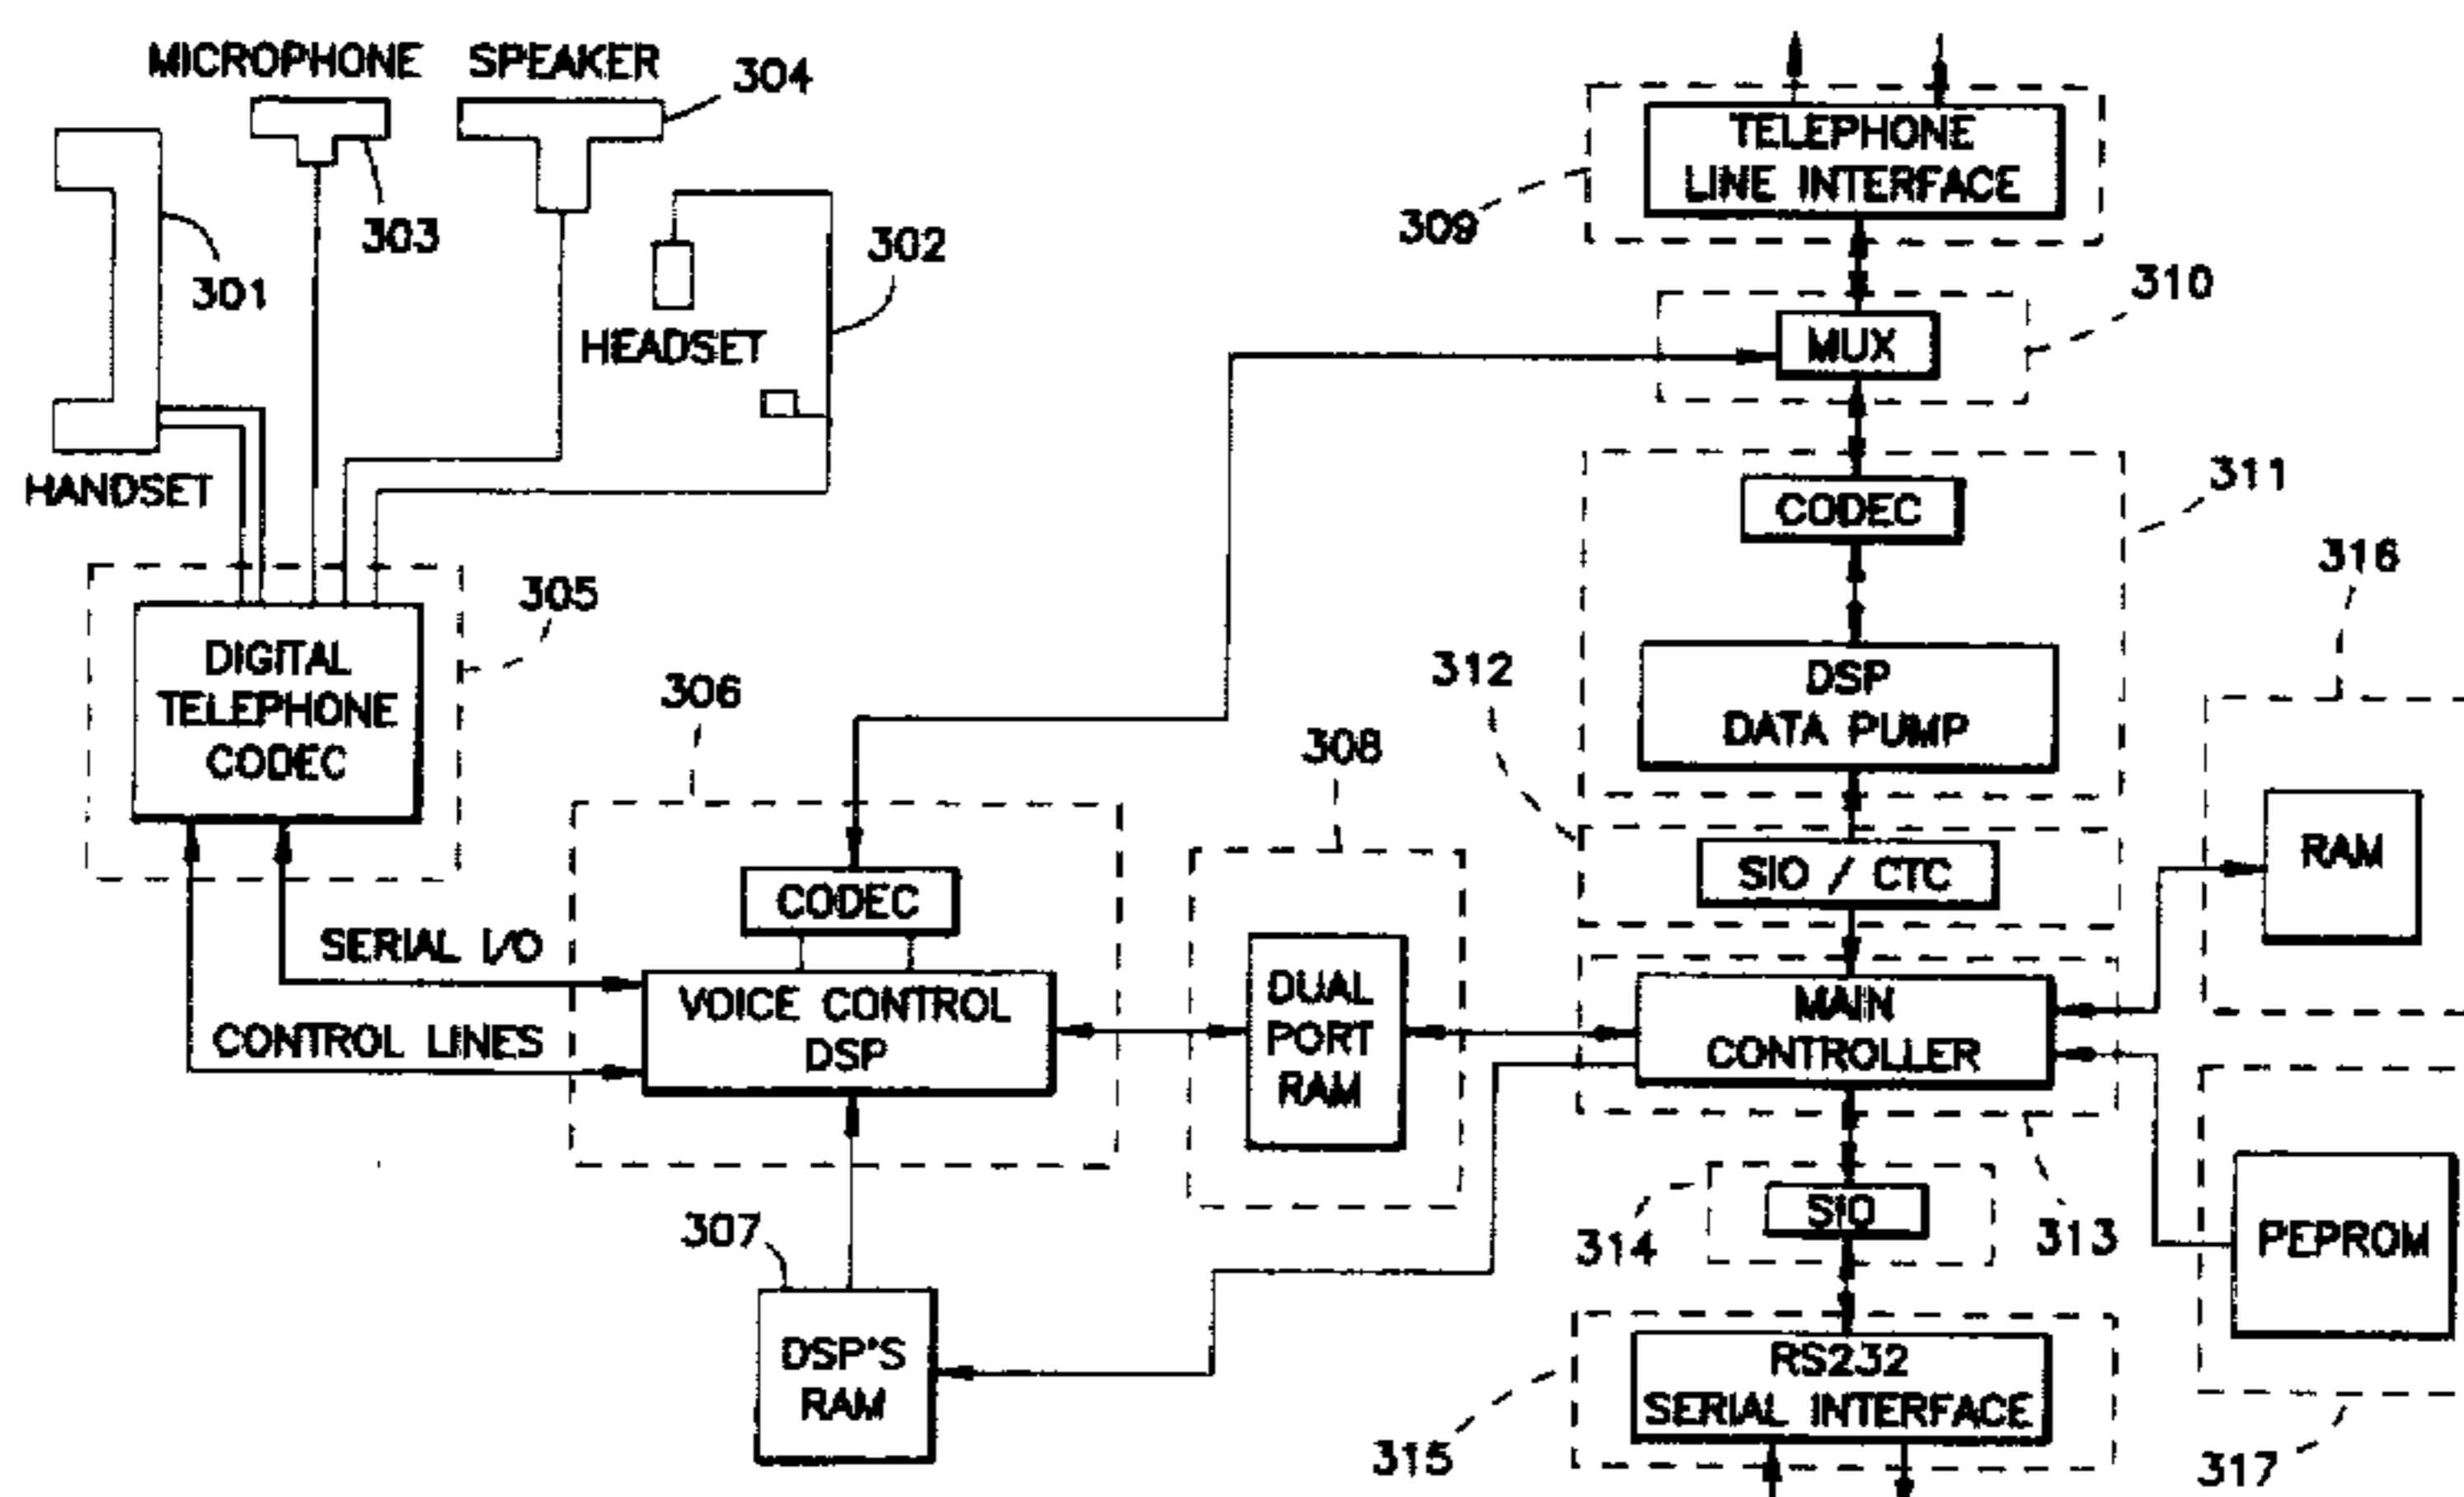 MICROPHONE
SPEAKER
304
303
301
302
HEADSET
HANDSET
305
DIGITAL
TELEPHONE
CODEC
SERIAL I/O
CONTROL LINES
306
CODEC
VOICE CONTROL
DSP
307
DSP'S
RAM
308
DUAL
PORT
RAM
TELEPHONE
LINE INTERFACE
309
310
MUX
311
CODEC
DSP
DATA PUMP
312
SIO / CTC
MAIN
CONTROLLER
313
314
SIO
315
RS232
SERIAL INTERFACE
316
RAM
PEPROM
317